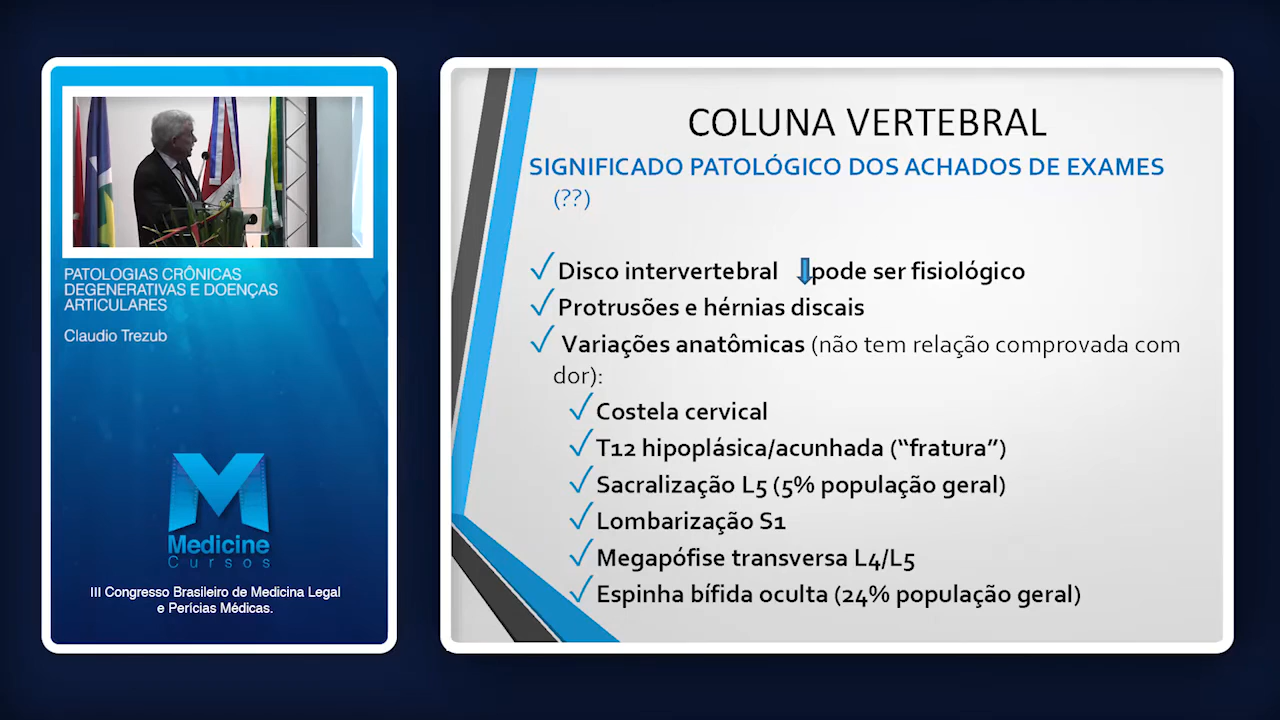 PATOLOGIAS CRÔNICAS
DEGENERATIVAS E DOENÇAS
ARTICULARES
Claudio Trezub
Medicine
Cursos
III Congresso Brasileiro de Medicina Legal
e Perícias Médicas.
COLUNA VERTEBRAL
SIGNIFICADO PATOLÓGICO DOS ACHADOS DE EXAMES
(??)
Disco intervertebral pode ser fisiológico
Protrusões e hérnias discais
Variações anatômicas (não tem relação comprovada com
dor):
Costela cervical
T12 hipoplásica/acunhada (“fratura”)
Sacralização L5 (5% população geral)
Lombarização S1
Megapófise transversa L4/L5
Espinha bífida oculta (24% população geral)